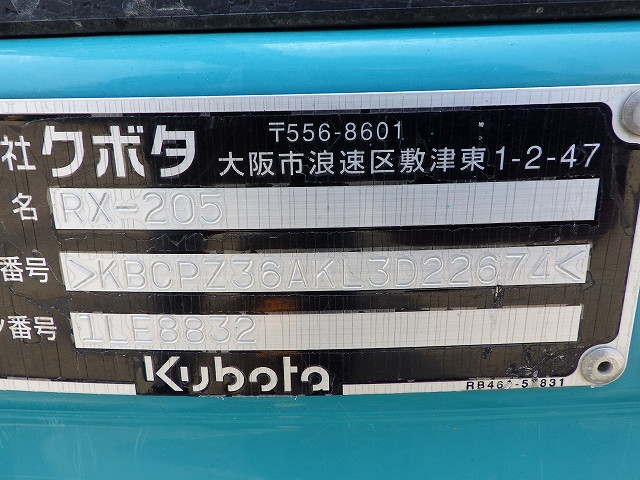 社クボタ
〒556-8601
大阪市浪速区敷津東1-2-47
名 RX-205
番号 >KBCPZ36AKL3D22674<
番号 1LE8832
Kubota